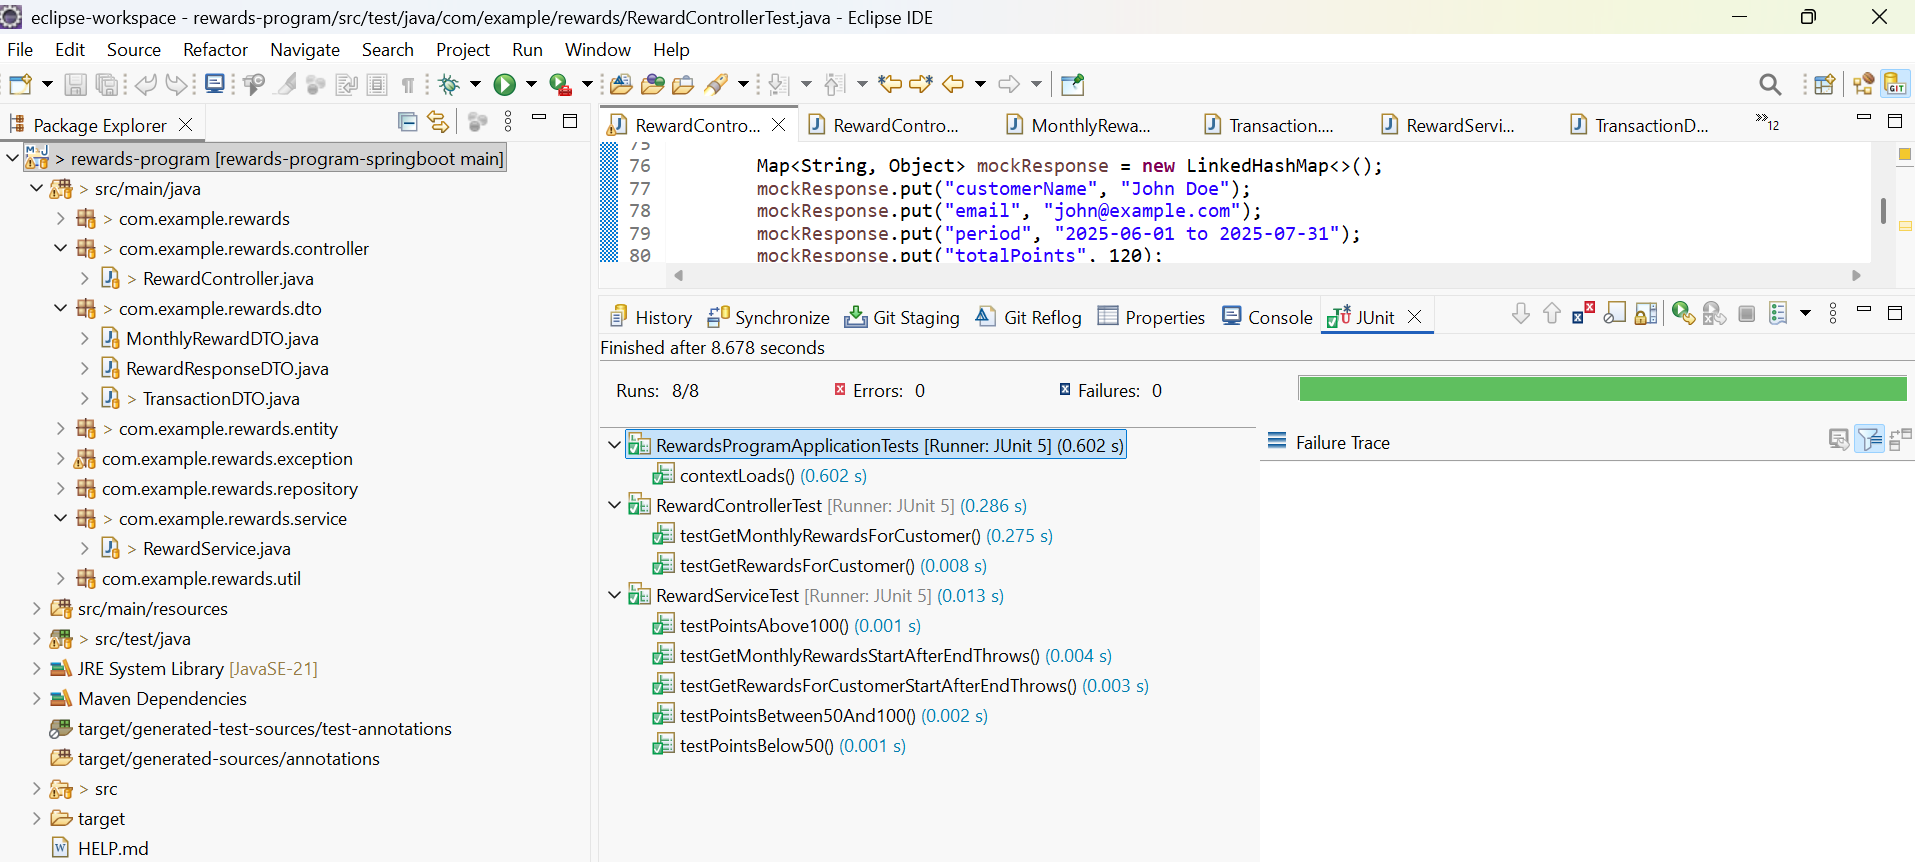 eclipse-workspace - rewards-program/src/test/java/com/example/rewards/RewardControllerTest.java - Eclipse IDE
File Edit Source Refactor Navigate Search Project Run Window Help
Package Explorer
> rewards-program [rewards-program-springboot main]
> src/main/java
> com.example.rewards
> com.example.rewards.controller
> RewardController.java
> com.example.rewards.dto
MonthlyRewardDTO.java
RewardResponseDTO.java
> TransactionDTO.java
> com.example.rewards.entity
com.example.rewards.exception
com.example.rewards.repository
> com.example.rewards.service
> RewardService.java
com.example.rewards.util
src/main/resources
> src/test/java
JRE System Library [JavaSE-21]
Maven Dependencies
target/generated-test-sources/test-annotations
target/generated-sources/annotations
> src
target
HELP.md
RewardContro... RewardContro... MonthlyRewa... Transaction.... RewardServi... TransactionD... »12
75
76 Map<String, Object> mockResponse = new LinkedHashMap<>();
77 mockResponse.put("customerName", "John Doe");
78 mockResponse.put("email", "john@example.com");
79 mockResponse.put("period", "2025-06-01 to 2025-07-31");
80 mockResponse.put("totalPoints", 120);
History Synchronize Git Staging Git Reflog Properties Console JUnit
Finished after 8.678 seconds
Runs: 8/8 Errors: 0 Failures: 0
RewardsProgramApplicationTests [Runner: JUnit 5] (0.602 s)
contextLoads() (0.602 s)
RewardControllerTest [Runner: JUnit 5] (0.286 s)
testGetMonthlyRewardsForCustomer() (0.275 s)
testGetRewardsForCustomer() (0.008 s)
RewardServiceTest [Runner: JUnit 5] (0.013 s)
testPointsAbove100() (0.001 s)
testGetMonthlyRewardsStartAfterEndThrows() (0.004 s)
testGetRewardsForCustomerStartAfterEndThrows() (0.003 s)
testPointsBetween50And100() (0.002 s)
testPointsBelow50() (0.001 s)
Failure Trace